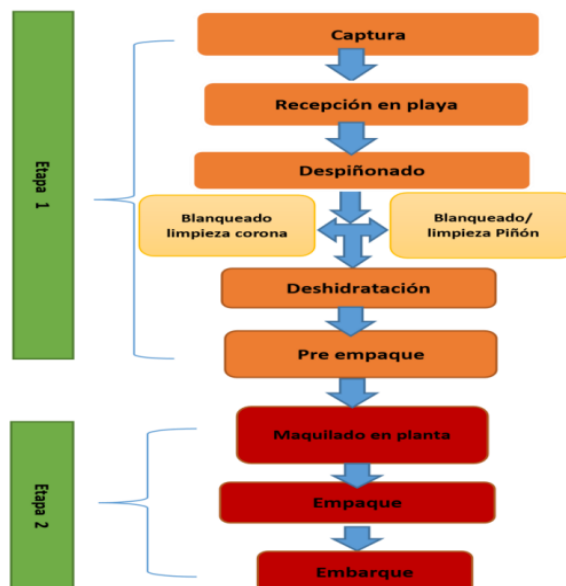 Captura
Recepción en playa
Despiñonado
Blanqueado
limpieza corona
Blanqueado/
limpieza Piñón
Deshidratación
Pre empaque
Etapa 1
Maquilado en planta
Empaque
Embarque
Etapa 2